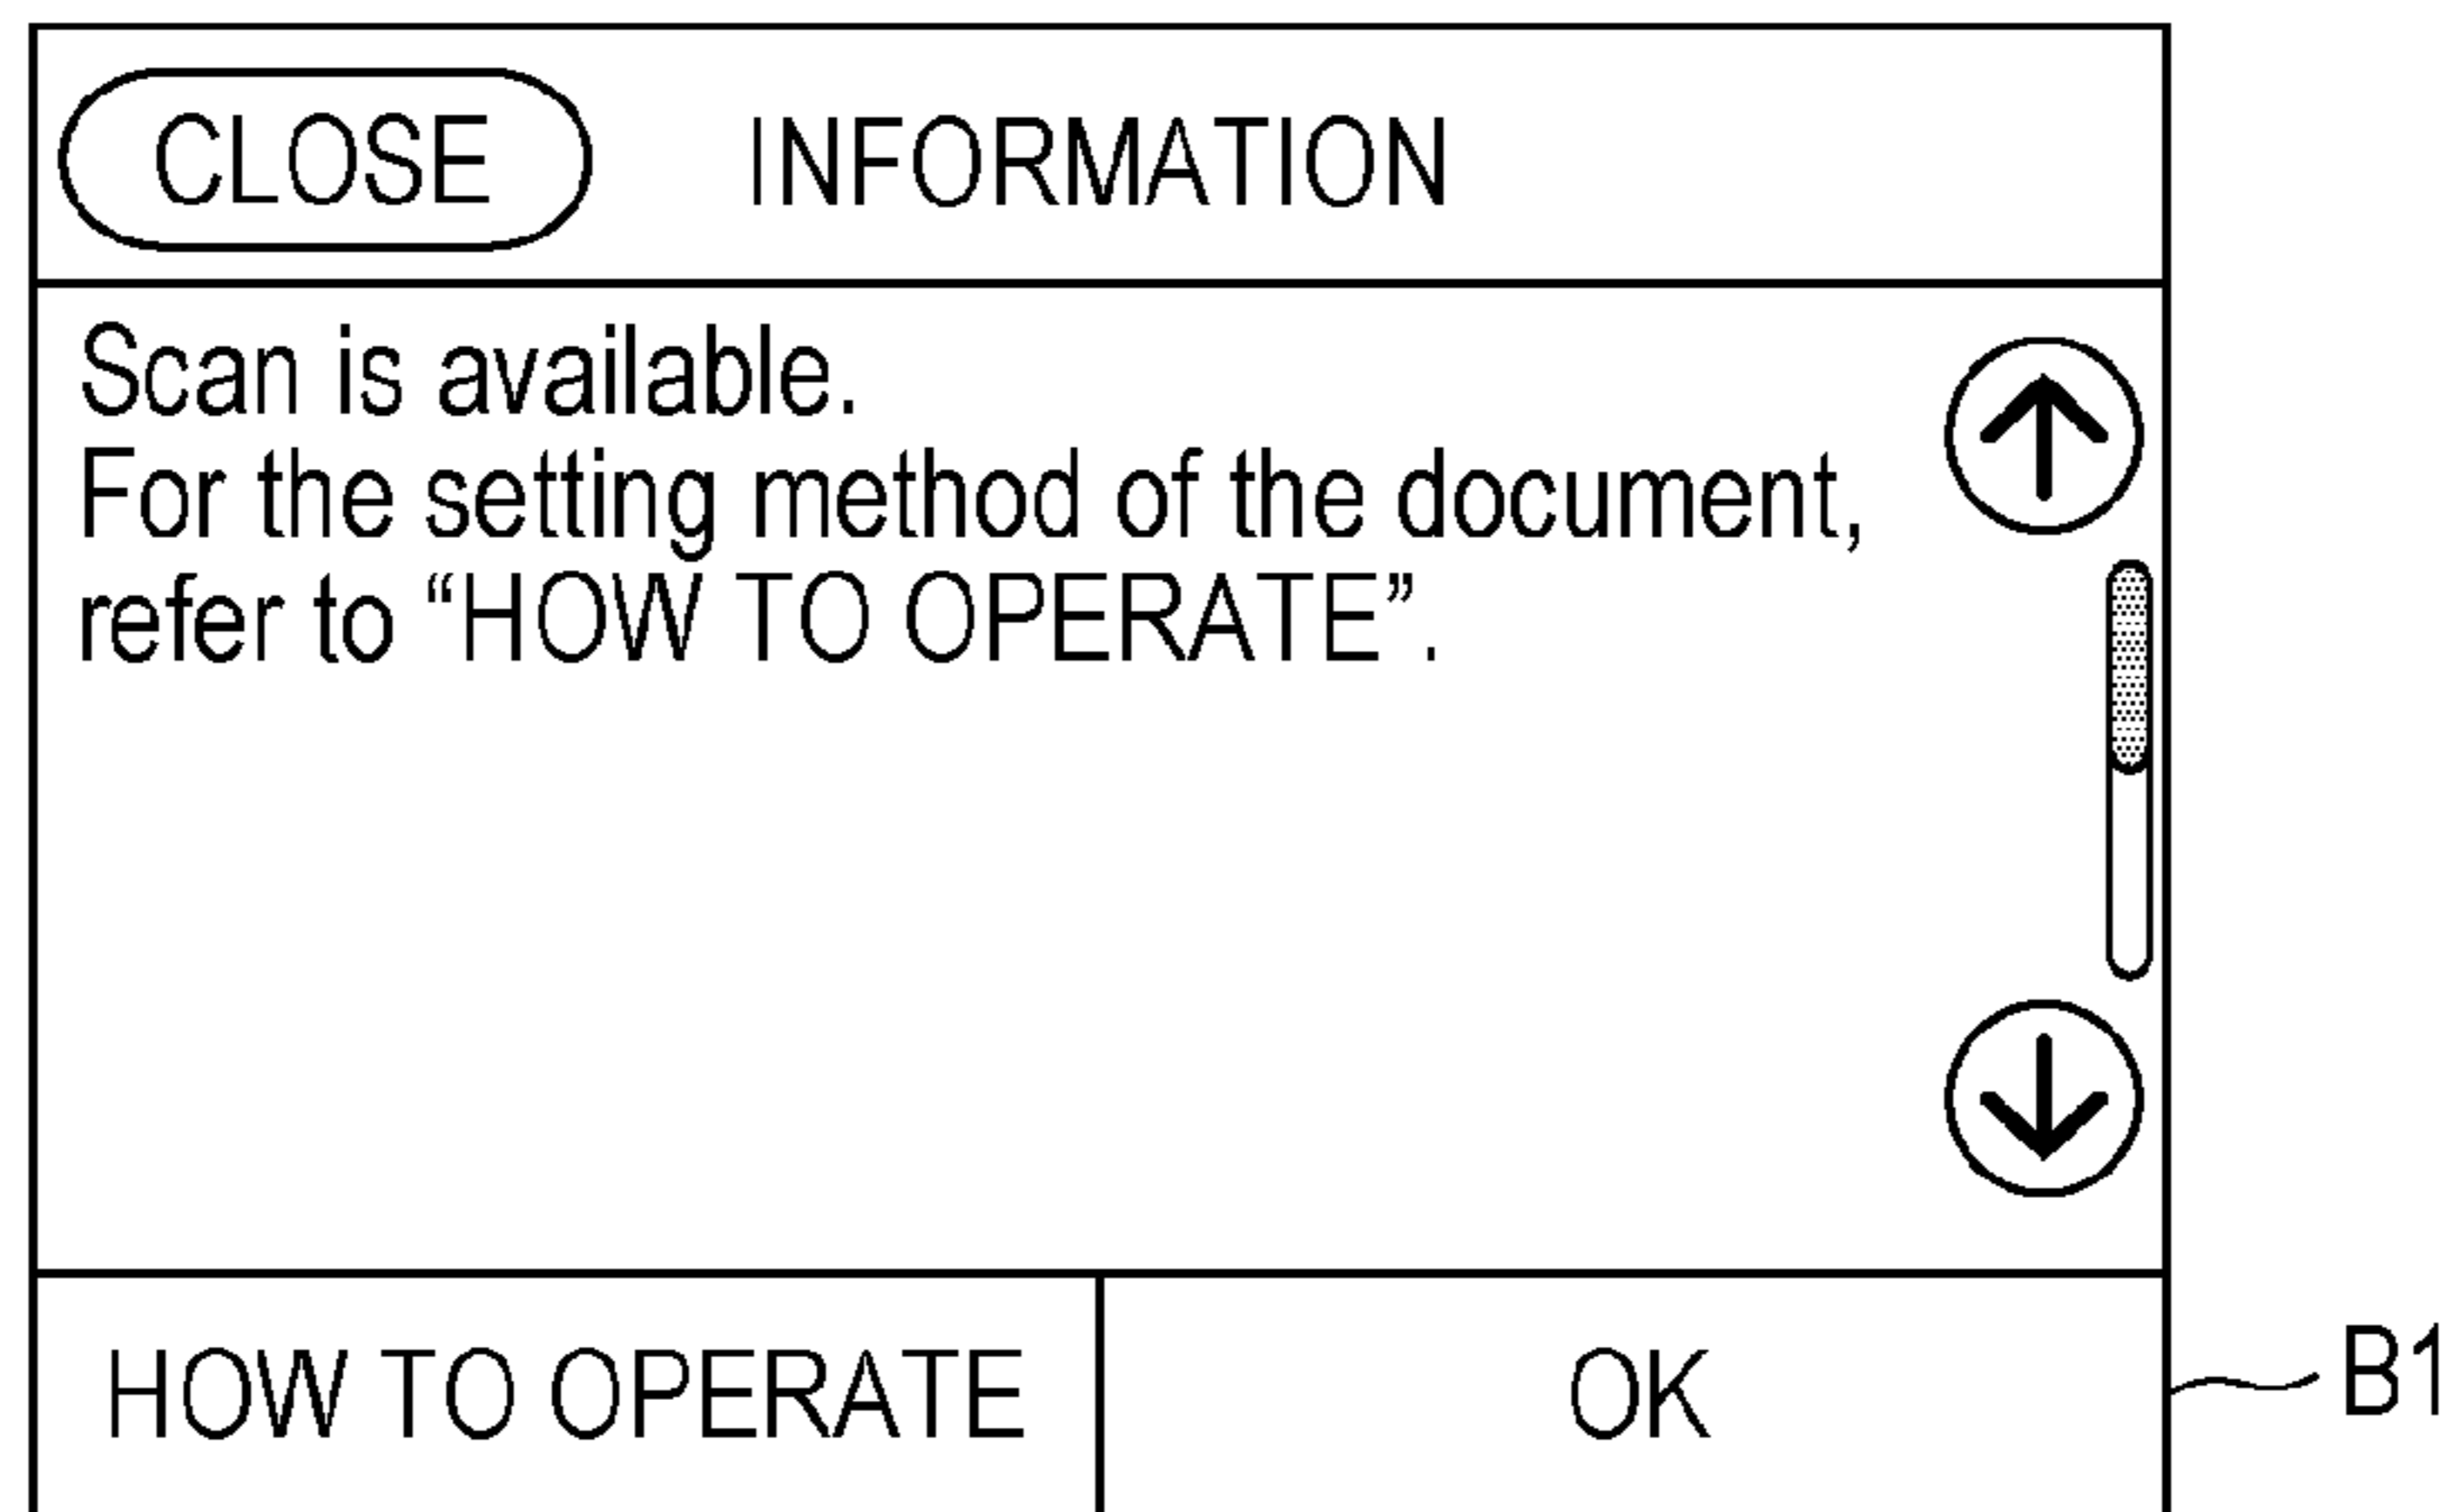 CLOSE INFORMATION
Scan is available.
For the setting method of the document,
refer to “HOW TO OPERATE”.
HOW TO OPERATE OK B1